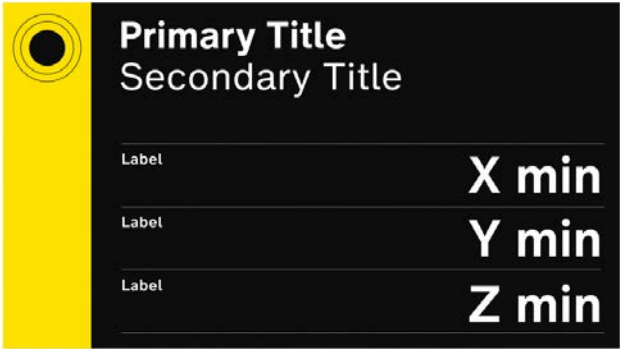 Primary Title
Secondary Title
Label
X min
Label
Y min
Label
Z min